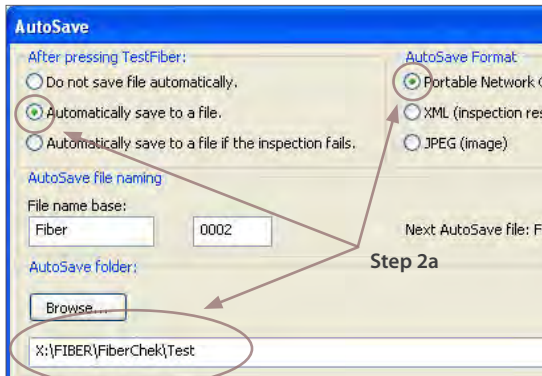 AutoSave
After pressing TestFiber:
Do not save file automatically.
Automatically save to a file.
Automatically save to a file if the inspection fails.
AutoSave Format
Portable Network
XML (inspection
JPEG (image)
AutoSave file naming
File name base:
Fiber
0002
Next AutoSave file:
Step 2a
AutoSave folder:
Browse...
X:\FIBER\FiberChek\Test